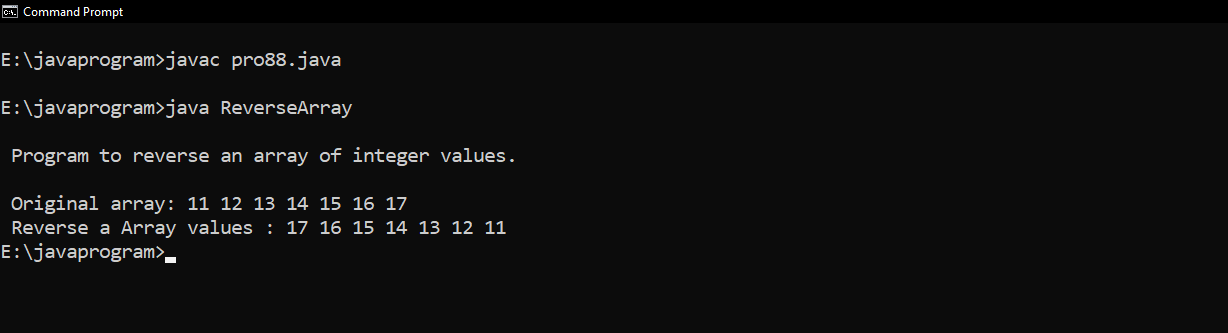 Command Prompt
E:\javaprogram>javac pro88.java
E:\javaprogram>java ReverseArray
Program to reverse an array of integer values.
Original array: 11 12 13 14 15 16 17
Reverse a Array values : 17 16 15 14 13 12 11
E:\javaprogram>